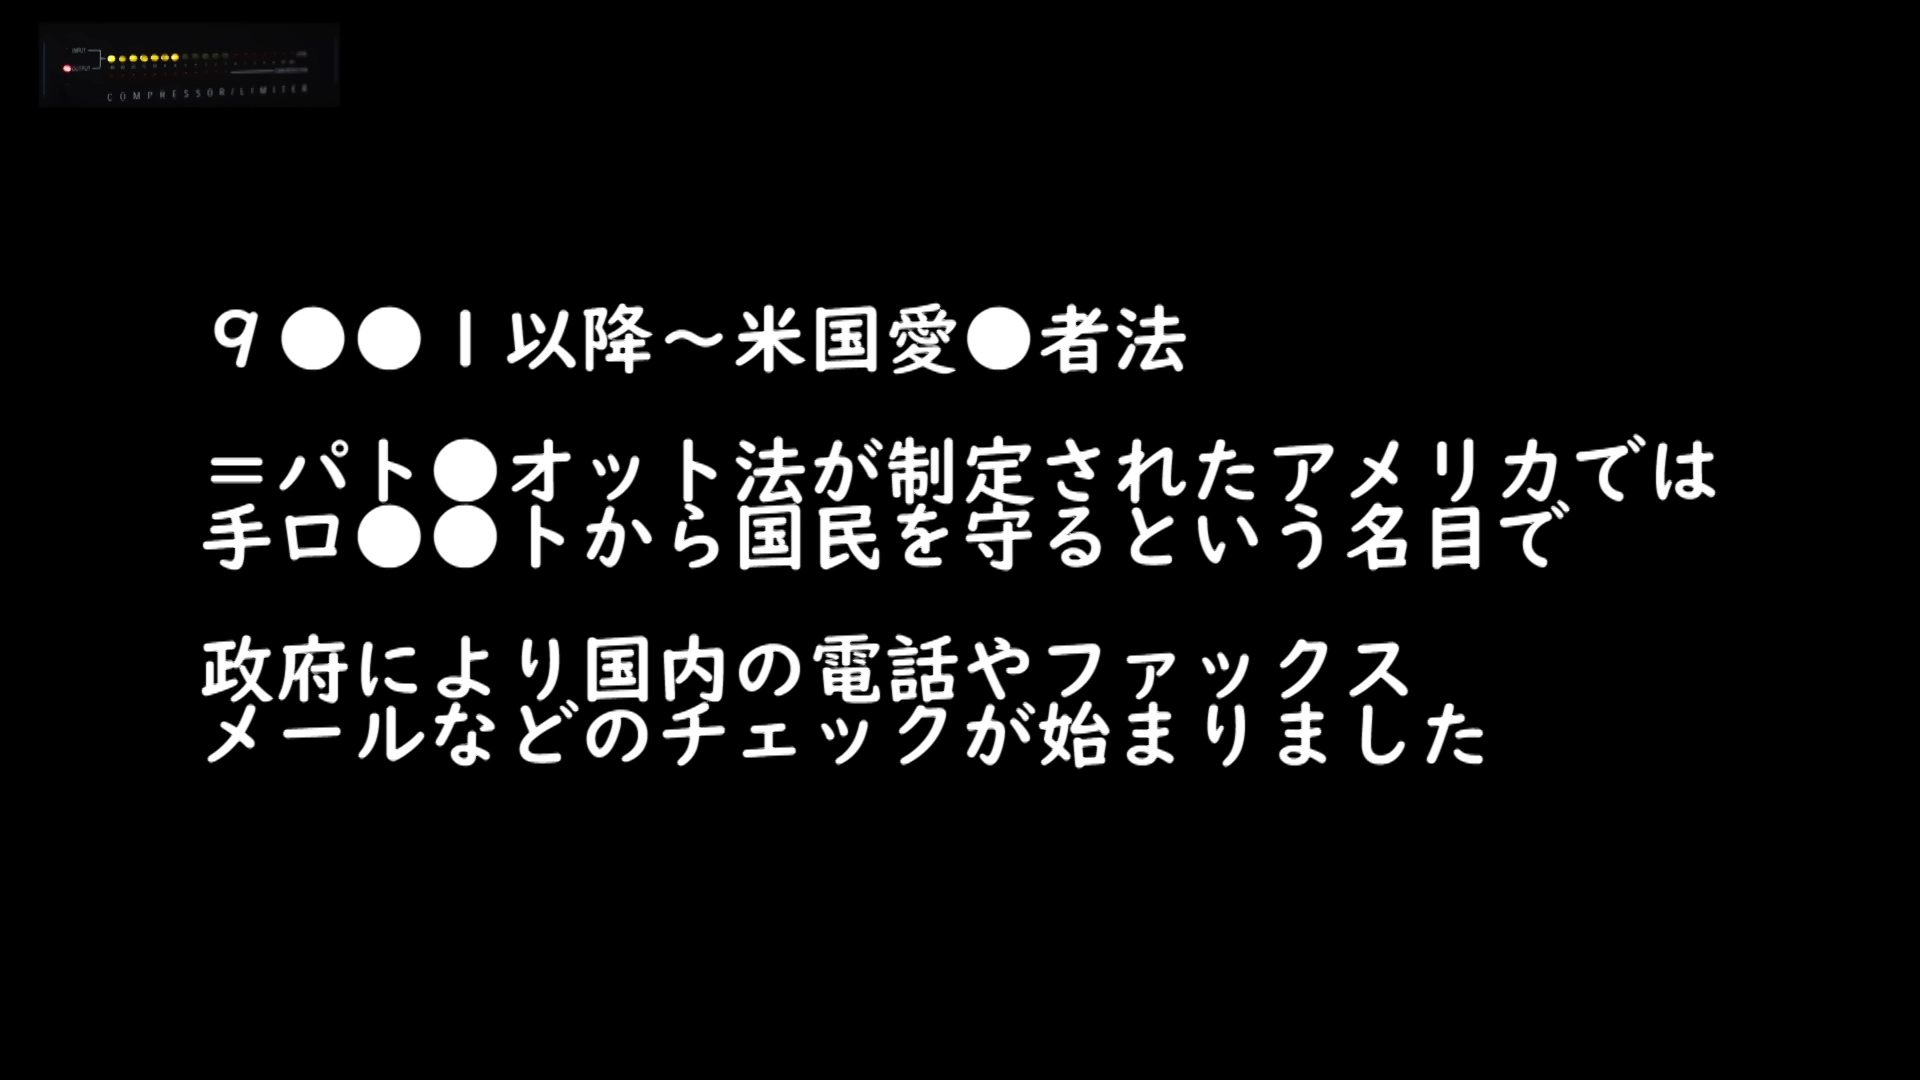 INPUT
OUTPUT
COMPRESSOR/LIMITER
9●●1以降～米国愛●者法
＝パト●オット法が制定されたアメリカでは
手口●●トから国民を守るという名目で
政府により国内の電話やファックス
メールなどのチェックが始まりました